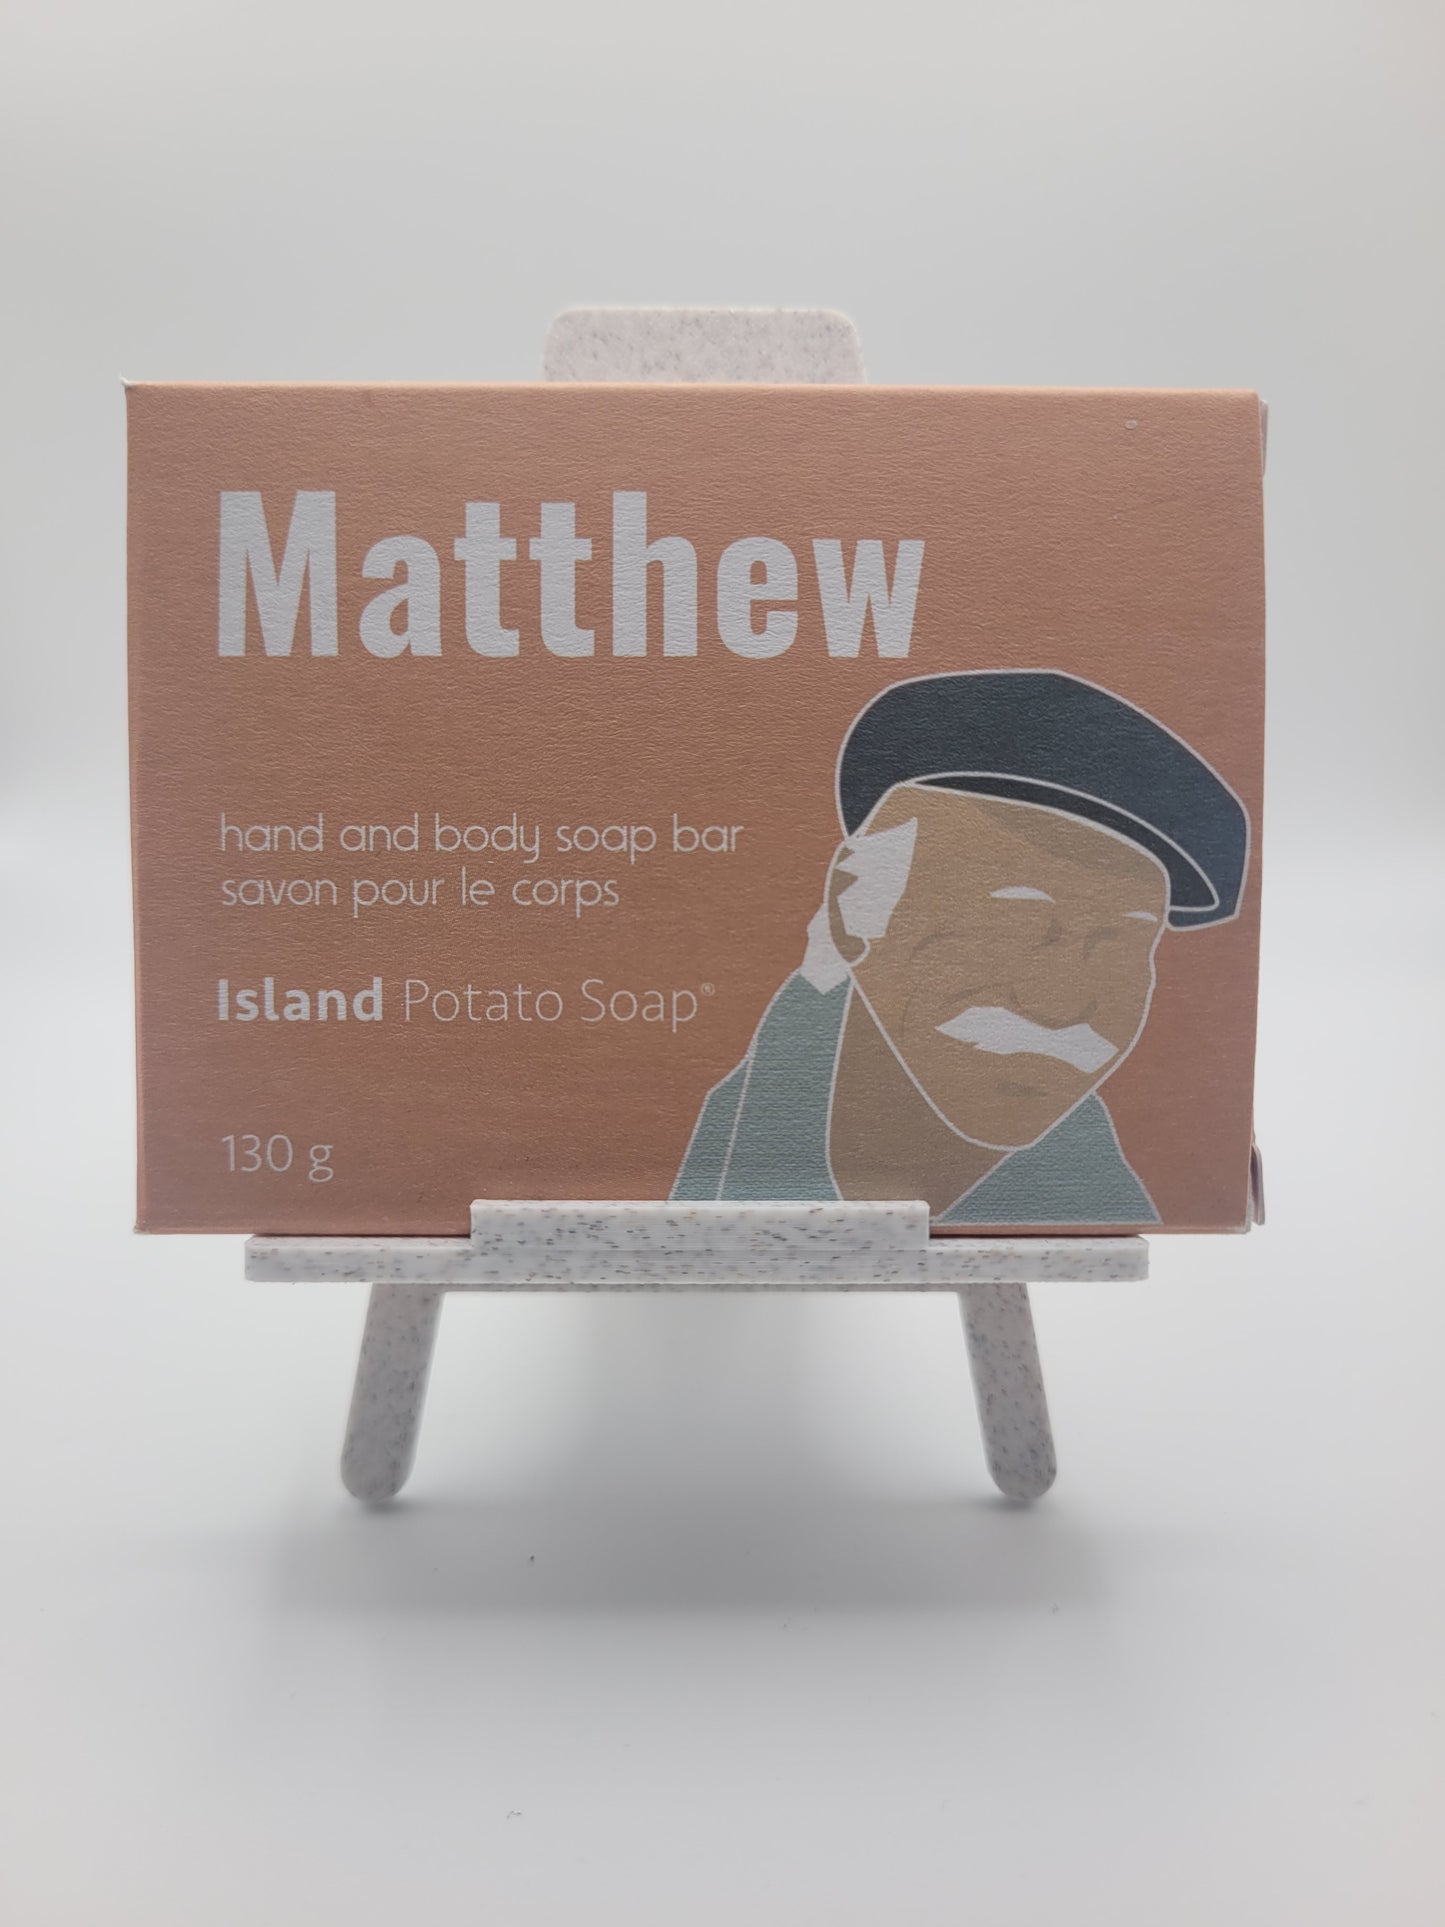 Matthew
hand and body soap bar
savon pour le corps
Island Potato Soap®
130 g